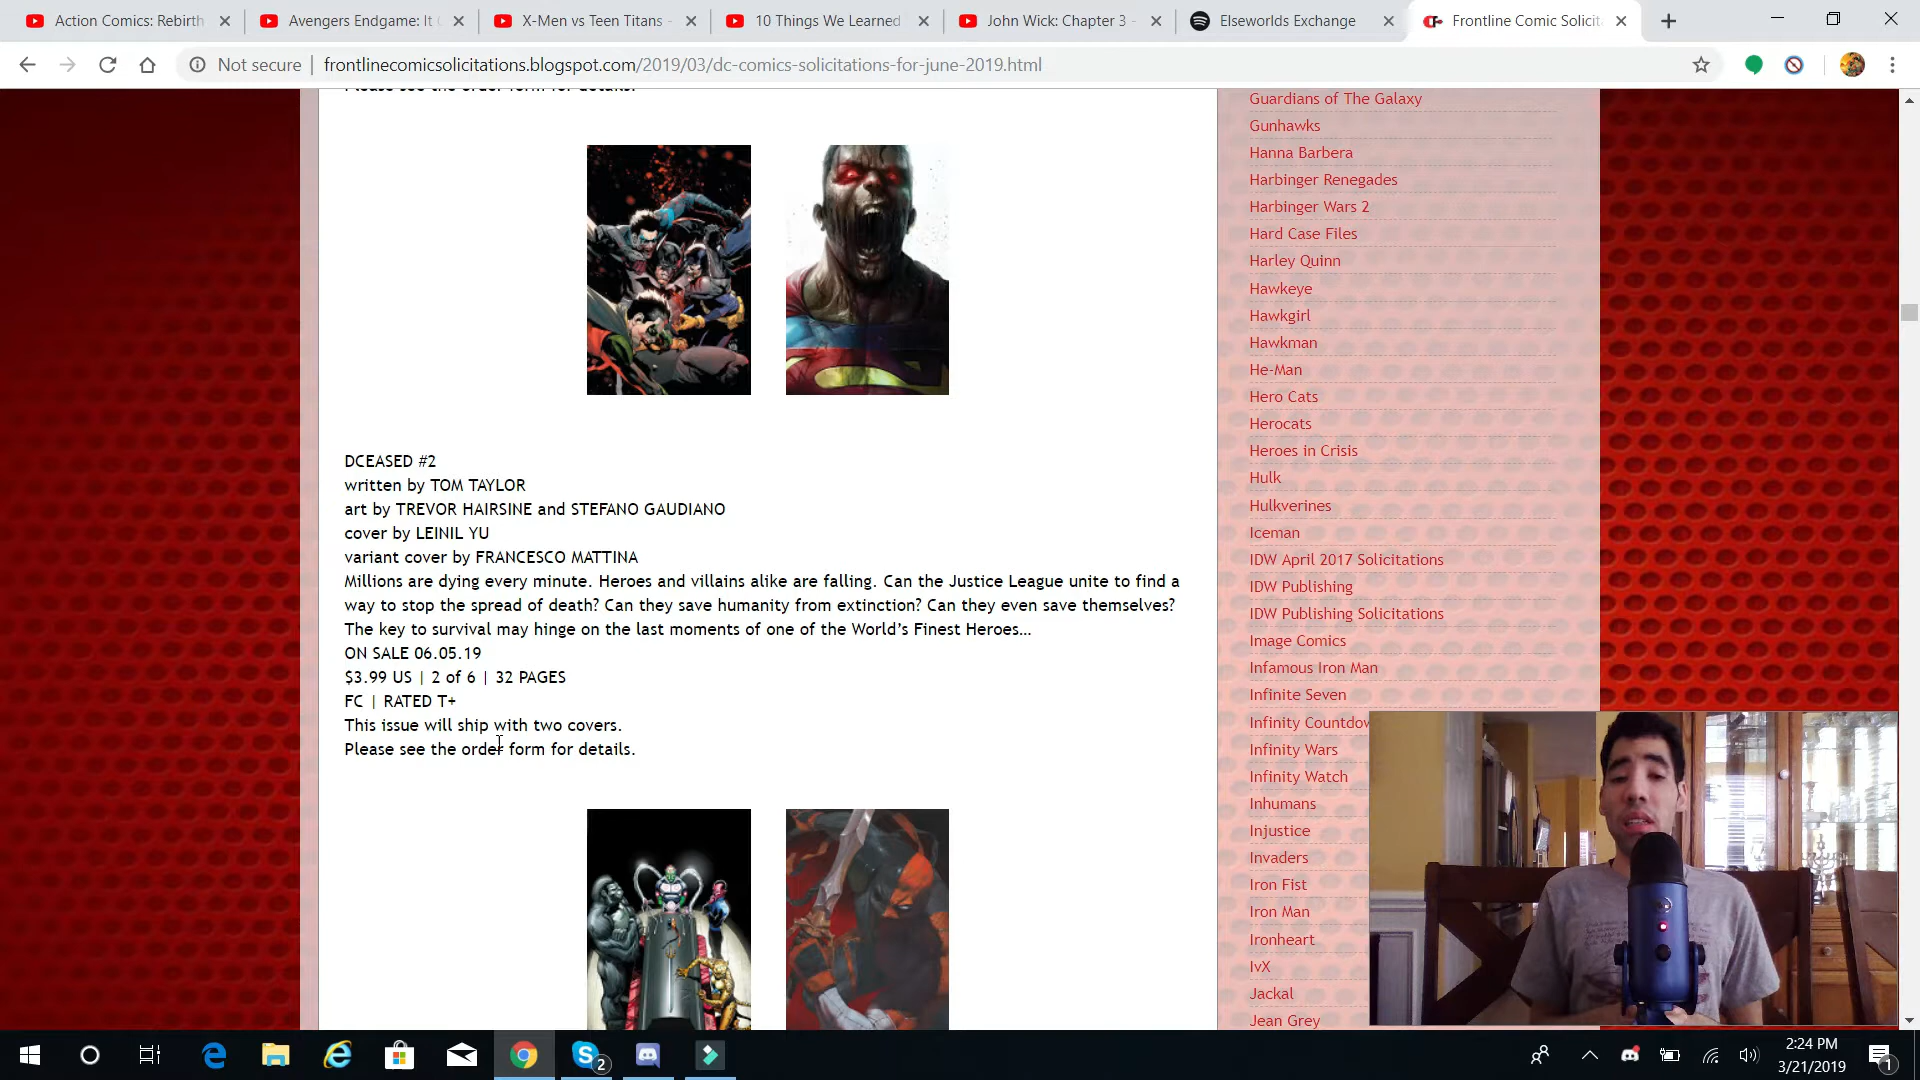 Action Comics: Rebirth
Avengers Endgame: It C
X-Men vs Teen Titans -
10 Things We Learned
John Wick: Chapter 3 -
Elseworlds Exchange
Frontline Comic Solicit
Not secure
frontlinecomicsolicitations.blogspot.com/2019/03/dc-comics-solicitations-for-june-2019.html
Please see the order form for details.
DCEASED #2
written by TOM TAYLOR
art by TREVOR HAIRSINE and STEFANO GAUDIANO
cover by LEINIL YU
variant cover by FRANCESCO MATTINA
Millions are dying every minute. Heroes and villains alike are falling. Can the Justice League unite to find a
way to stop the spread of death? Can they save humanity from extinction? Can they even save themselves?
The key to survival may hinge on the last moments of one of the World’s Finest Heroes…
ON SALE 06.05.19
$3.99 US | 2 of 6 | 32 PAGES
FC | RATED T+
This issue will ship with two covers.
Please see the order form for details.
Guardians of The Galaxy
Gunhawks
Hanna Barbera
Harbinger Renegades
Harbinger Wars 2
Hard Case Files
Harley Quinn
Hawkeye
Hawkgirl
Hawkman
He-Man
Hero Cats
Herocats
Heroes in Crisis
Hulk
Hulkverines
Iceman
IDW April 2017 Solicitations
IDW Publishing
IDW Publishing Solicitations
Image Comics
Infamous Iron Man
Infinite Seven
Infinity Countdow
Infinity Wars
Infinity Watch
Inhumans
Injustice
Invaders
Iron Fist
Iron Man
Ironheart
IvX
Jackal
Jean Grey
2
2:24 PM
3/21/2019
1